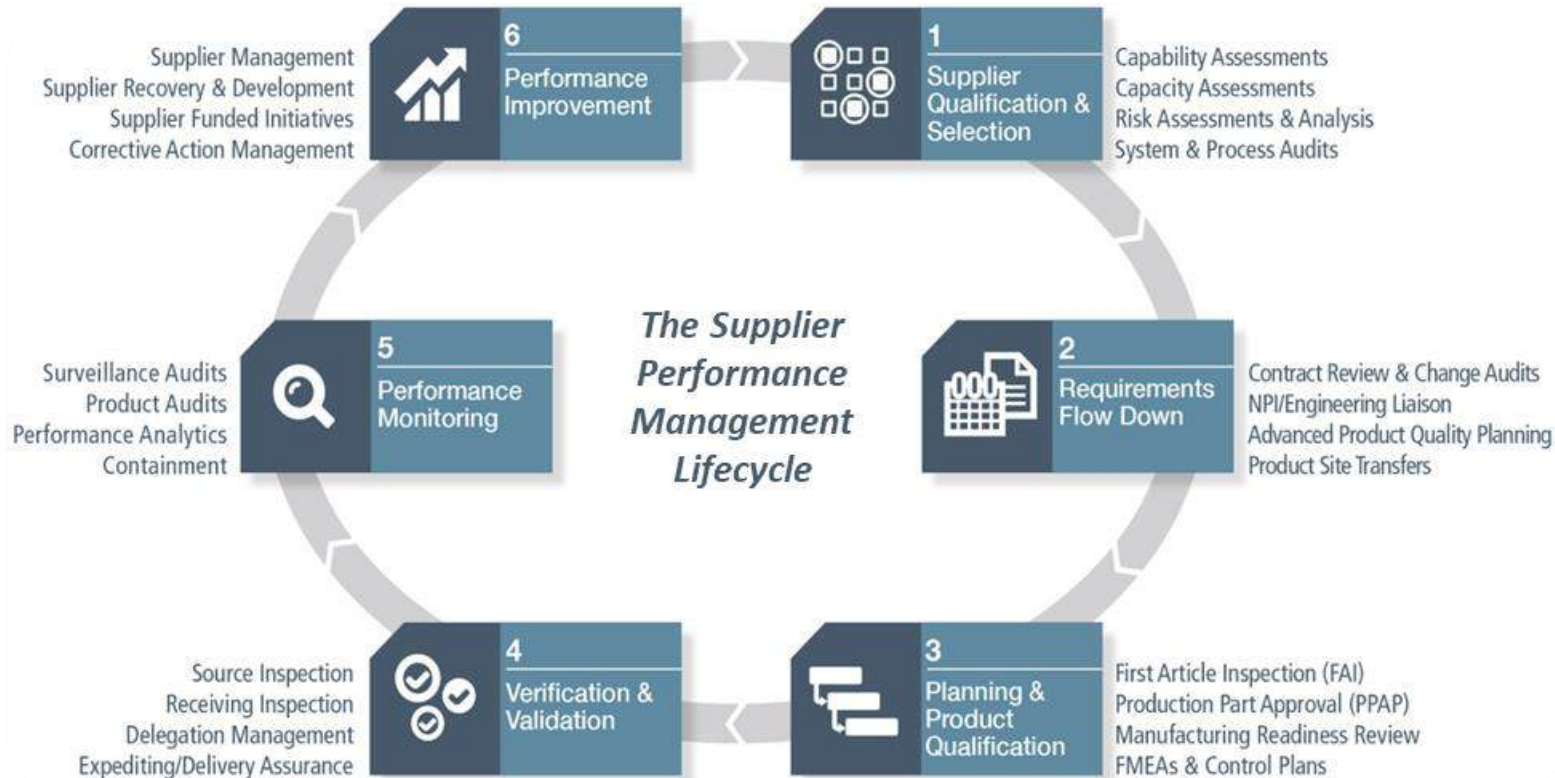 The Supplier
Performance
Management
Lifecycle
1
Supplier
Qualification &
Selection
Capability Assessments
Capacity Assessments
Risk Assessments & Analysis
System & Process Audits
2
Requirements
Flow Down
Contract Review & Change Audits
NPI/Engineering Liaison
Advanced Product Quality Planning
Product Site Transfers
3
Planning &
Product
Qualification
First Article Inspection (FAI)
Production Part Approval (PPAP)
Manufacturing Readiness Review
FMEAs & Control Plans
4
Verification &
Validation
Source Inspection
Receiving Inspection
Delegation Management
Expediting/Delivery Assurance
5
Performance
Monitoring
Surveillance Audits
Product Audits
Performance Analytics
Containment
6
Performance
Improvement
Supplier Management
Supplier Recovery & Development
Supplier Funded Initiatives
Corrective Action Management